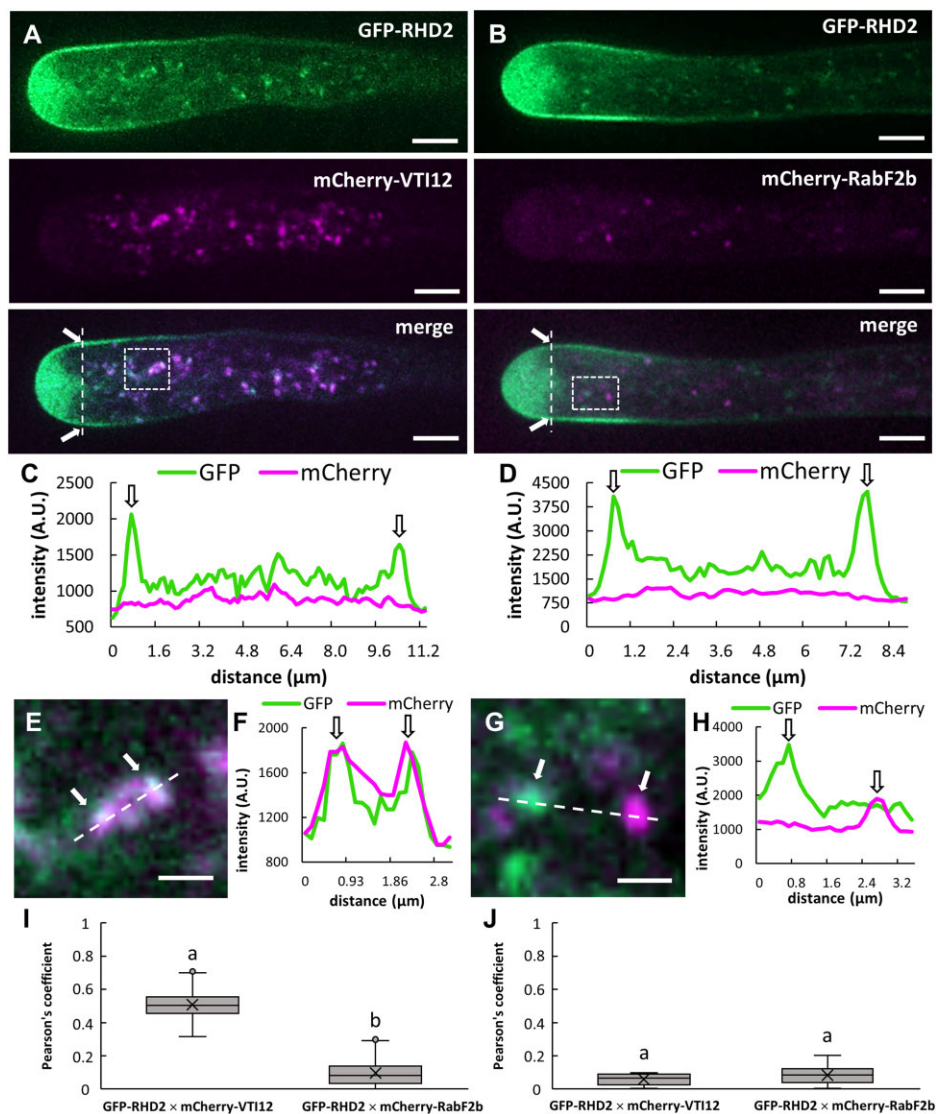 A GFP-RHD2
B GFP-RHD2
mCherry-VTI12
mCherry-RabF2b
merge
merge
C GFP mCherry
intensity (A.U.)
2500
2000
1500
1000
500
0 1.6 3.2 4.8 6.4 8 9.6 11.2
distance (μm)
D GFP mCherry
intensity (A.U.)
4500
3750
3000
2250
1500
750
0
0 1.2 2.4 3.6 4.8 6 7.2 8.4
distance (μm)
E
F GFP mCherry
intensity (A.U.)
2000
1600
1200
800
0 0.93 1.86 2.8
distance (μm)
G
H GFP mCherry
intensity (A.U.)
4000
3000
2000
1000
0
0 0.8 1.6 2.4 3.2
distance (μm)
I
Pearson's coefficient
1
0.8
0.6
0.4
0.2
0
a
b
GFP-RHD2 × mCherry-VTI12 GFP-RHD2 × mCherry-RabF2b
J
Pearson's coefficient
1
0.8
0.6
0.4
0.2
0
a
a
GFP-RHD2 × mCherry-VTI12 GFP-RHD2 × mCherry-RabF2b